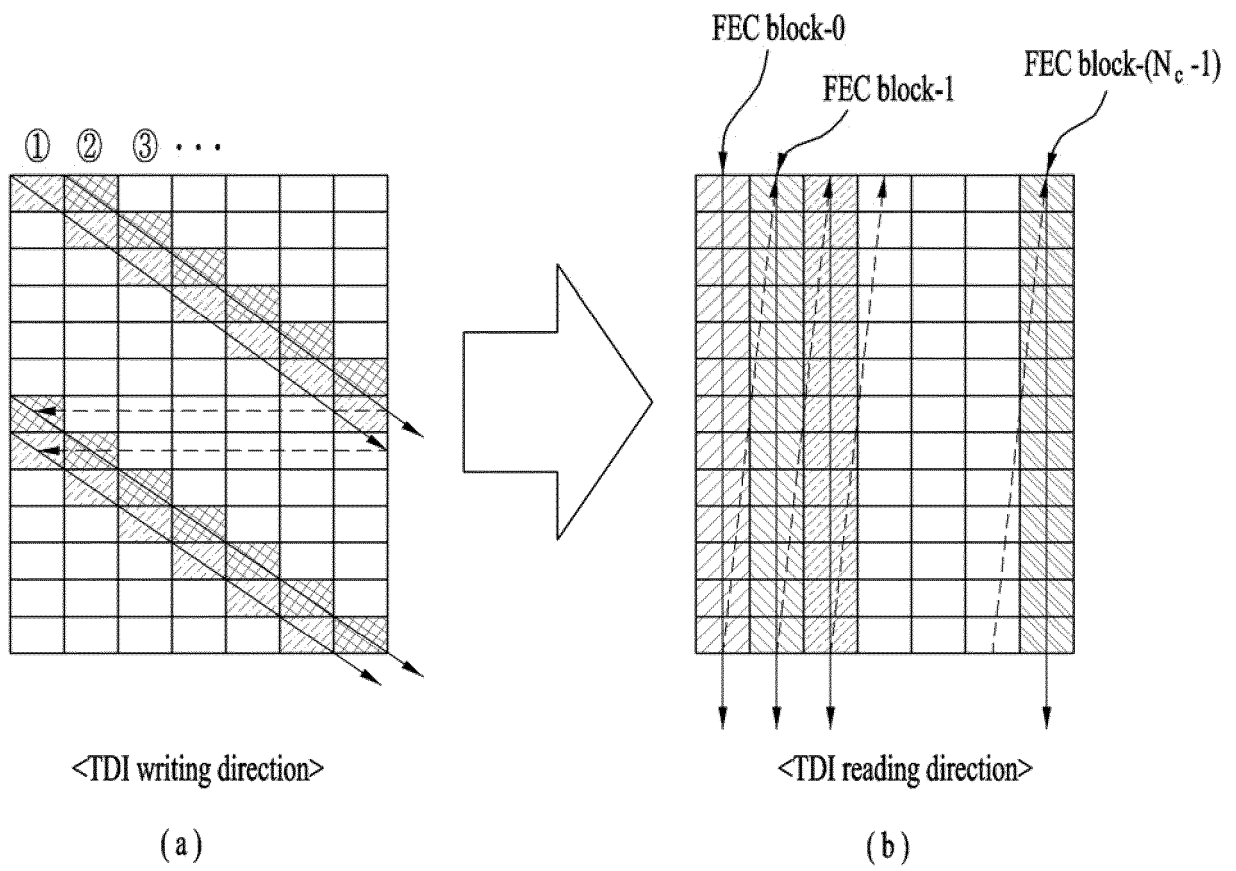 FEC block-0
FEC block-1
FEC block-(N_c -1)
① ② ③ ···
<TDI writing direction>
<TDI reading direction>
(a)
(b)